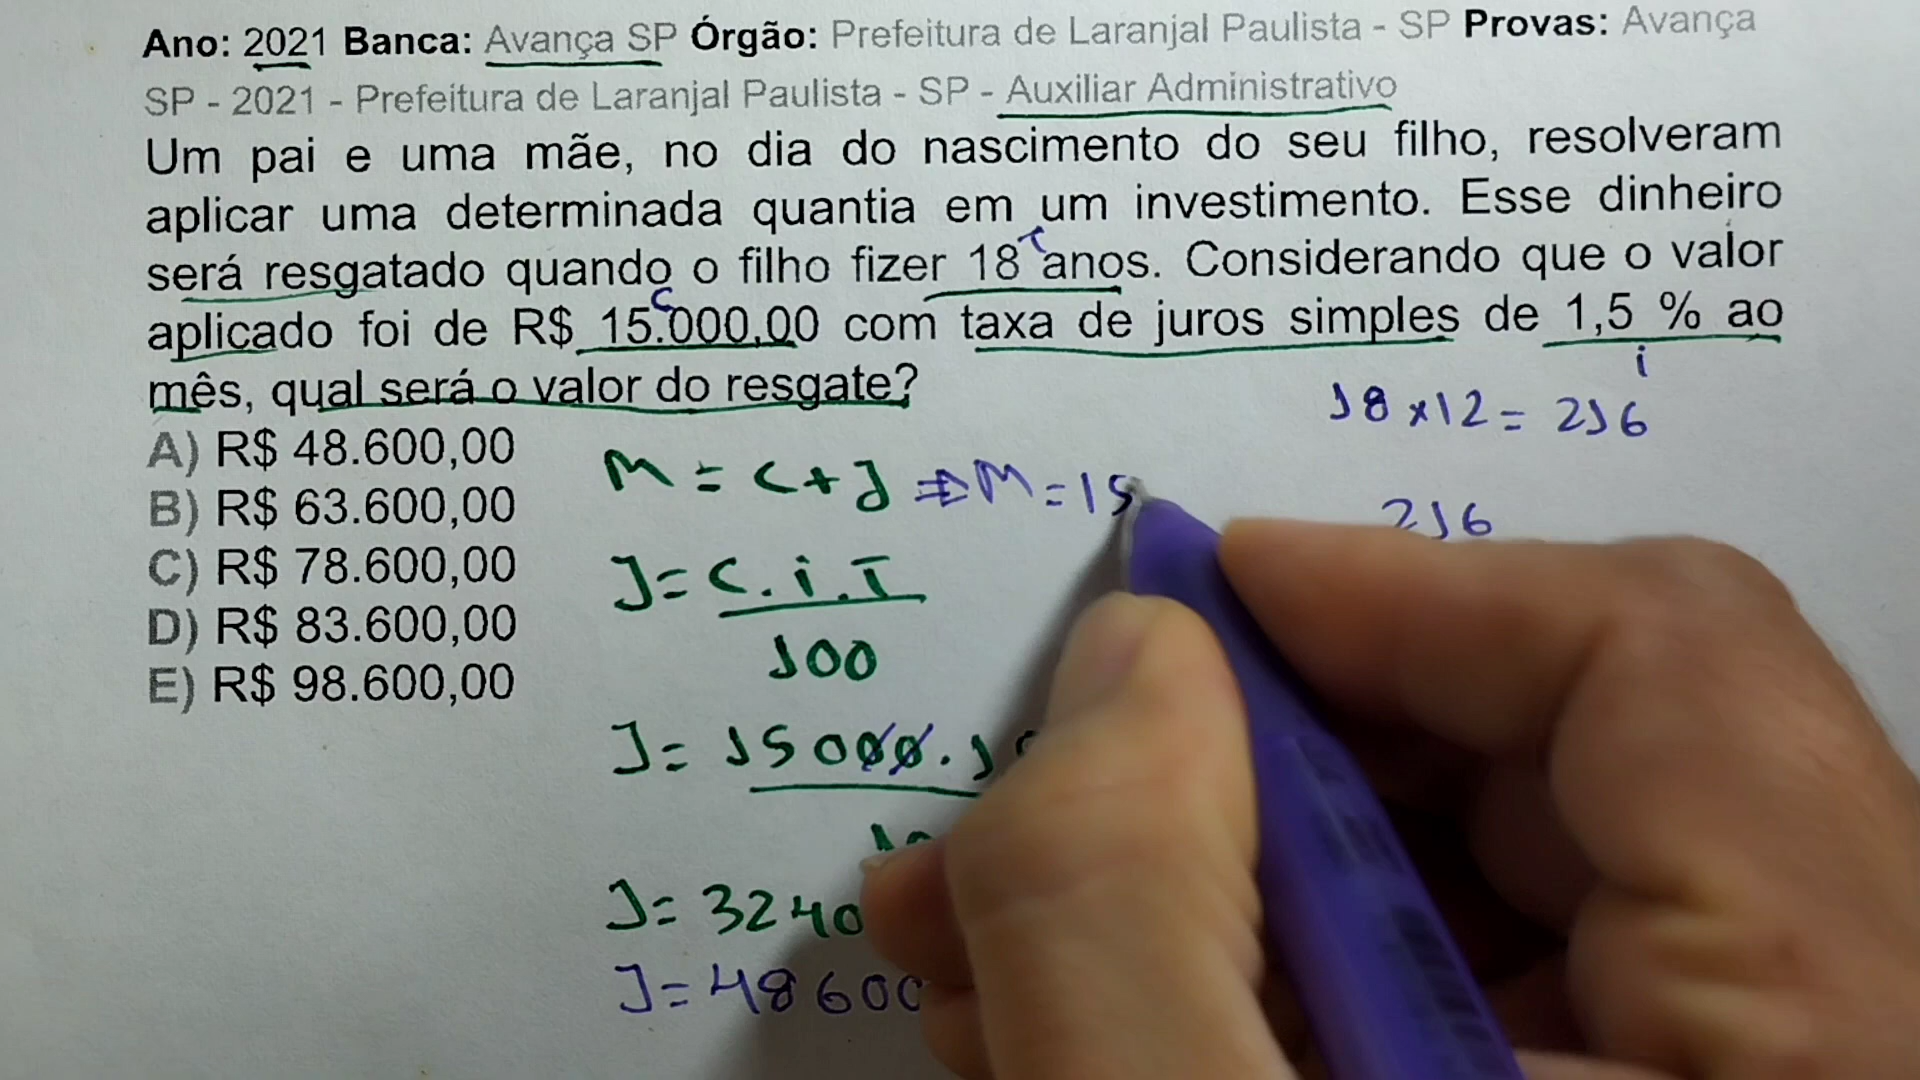 Ano: 2021 Banca: Avança SP Órgão: Prefeitura de Laranjal Paulista - SP Provas: Avança
SP - 2021 - Prefeitura de Laranjal Paulista - SP - Auxiliar Administrativo
Um pai e uma mãe, no dia do nascimento do seu filho, resolveram
aplicar uma determinada quantia em um investimento. Esse dinheiro
T
será resgatado quando o filho fizer 18 anos. Considerando que o valor
C
aplicado foi de R$ 15.000,00 com taxa de juros simples de 1,5 % ao
i
mês, qual será o valor do resgate?
18 x 12 = 216
A) R$ 48.600,00
B) R$ 63.600,00
C) R$ 78.600,00
D) R$ 83.600,00
E) R$ 98.600,00
M = C + J ⇒ M = 15
216
J = C . i . T
100
J = 15000 . 1
J = 3240
J = 48600